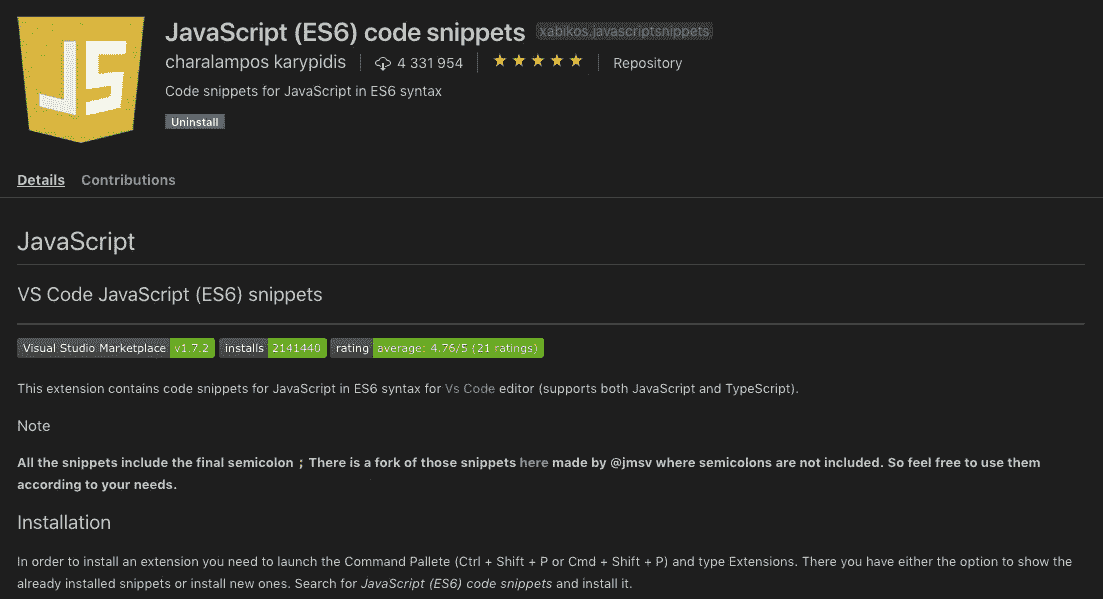 JS
JavaScript (ES6) code snippets xabikos.javascriptsnippets
charalampos karypidis 4 331 954 Repository
Code snippets for JavaScript in ES6 syntax
Uninstall
Details Contributions
JavaScript
VS Code JavaScript (ES6) snippets
Visual Studio Marketplace v1.7.2 installs 2141440 rating average: 4.76/5 (21 ratings)
This extension contains code snippets for JavaScript in ES6 syntax for Vs Code editor (supports both JavaScript and TypeScript).
Note
All the snippets include the final semicolon ; There is a fork of those snippets here made by @jmsv where semicolons are not included. So feel free to use them
according to your needs.
Installation
In order to install an extension you need to launch the Command Pallete (Ctrl + Shift + P or Cmd + Shift + P) and type Extensions. There you have either the option to show the
already installed snippets or install new ones. Search for JavaScript (ES6) code snippets and install it.